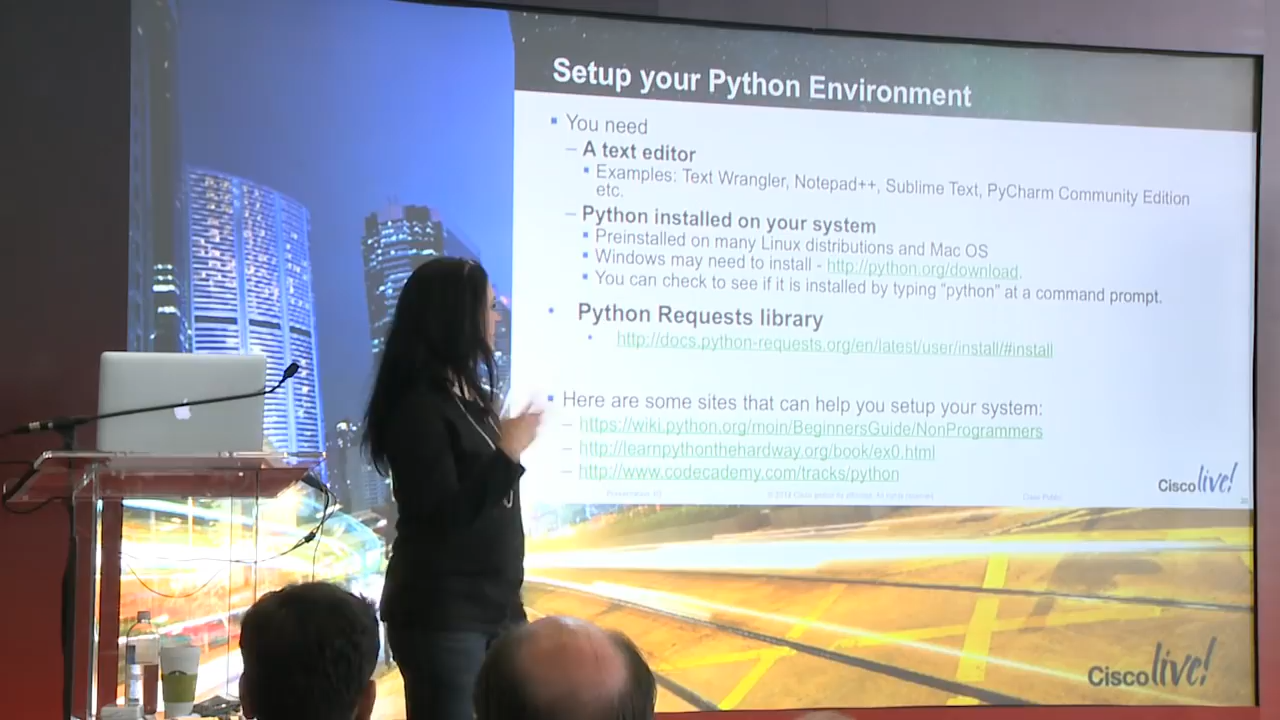 Setup your Python Environment
▪ You need
– A text editor
▪ Examples: Text Wrangler, Notepad++, Sublime Text, PyCharm Community Edition
etc.
– Python installed on your system
▪ Preinstalled on many Linux distributions and Mac OS
▪ Windows may need to install - http://python.org/download.
▪ You can check to see if it is installed by typing “python” at a command prompt.
• Python Requests library
• http://docs.python-requests.org/en/latest/user/install/#install
▪ Here are some sites that can help you setup your system:
– https://wiki.python.org/moin/BeginnersGuide/NonProgrammers
– http://learnpythonthehardway.org/book/ex0.html
– http://www.codecademy.com/tracks/python
Cisco live!
Cisco Public
Cisco live!